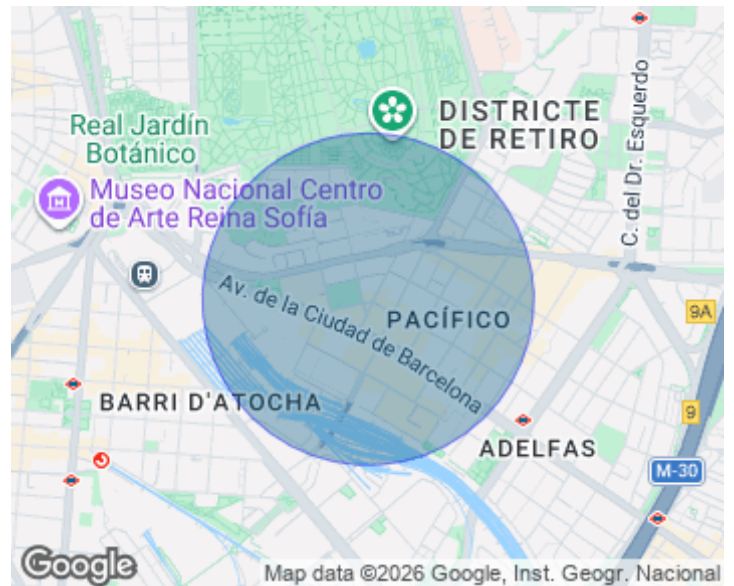 DISTRICTE
DE RETIRO
Real Jardín
Botánico
C. del Dr. Esquerdo
Museo Nacional Centro
de Arte Reina Sofía
Av. de la Ciudad de Barcelona
PACÍFICO
9A
BARRI D'ATOCHA
9
ADELFAS
M-30
Google
Map data ©2026 Google, Inst. Geogr. Nacional